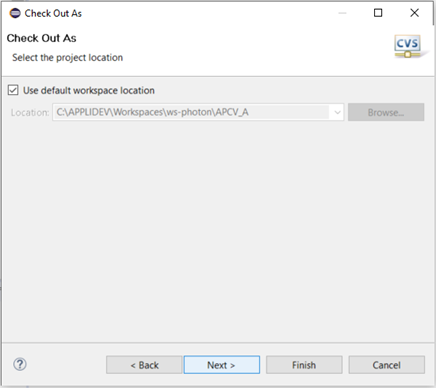 Check Out As
Check Out As
Select the project location
CVS
Use default workspace location
Location: C:\APPLIDEV\Workspaces\ws-photon\APCV_A Browse...
? < Back Next > Finish Cancel